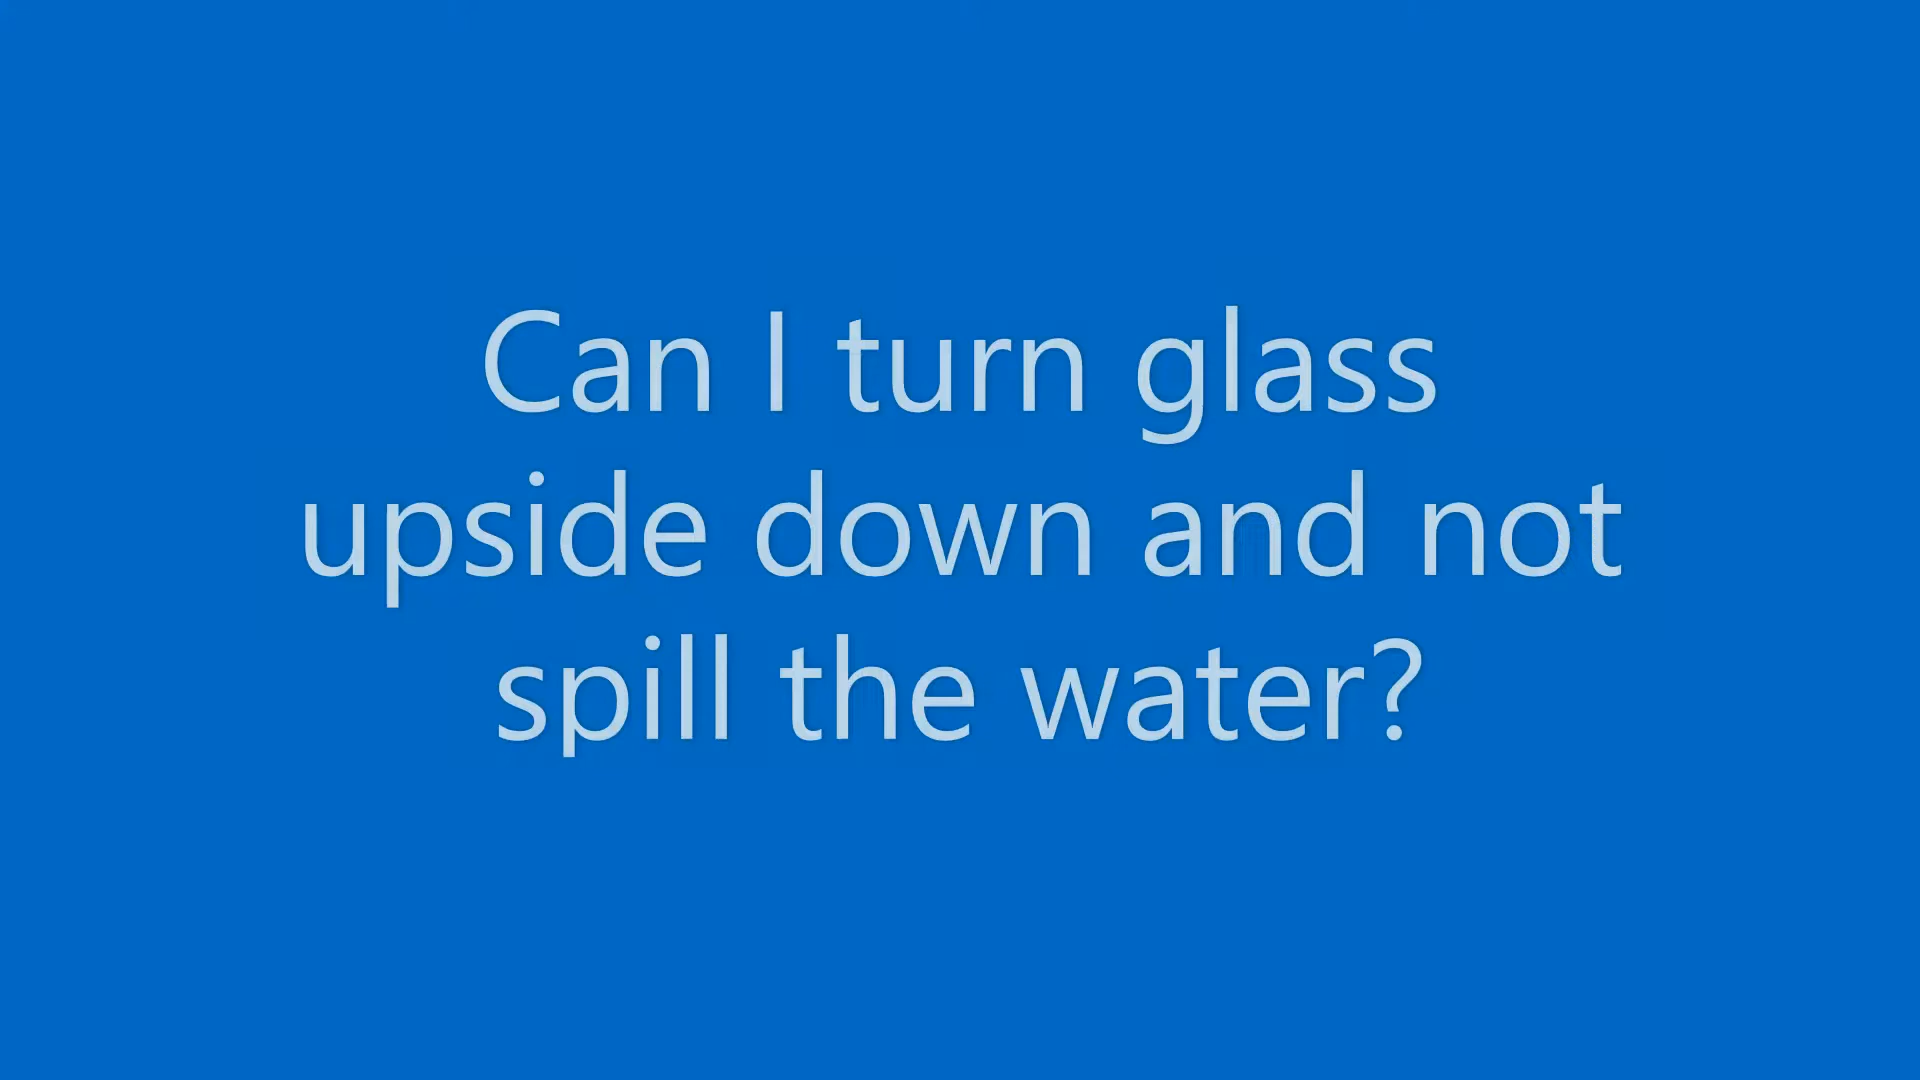 Can I turn glass
upside down and not
spill the water?